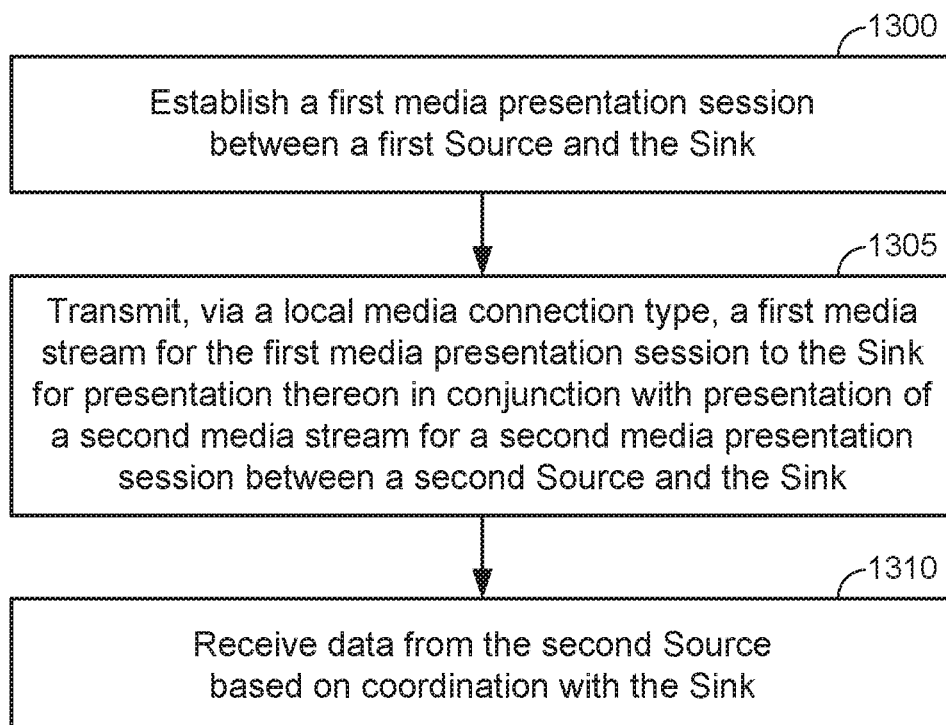 1300
Establish a first media presentation session
between a first Source and the Sink
1305
Transmit, via a local media connection type, a first media
stream for the first media presentation session to the Sink
for presentation thereon in conjunction with presentation of
a second media stream for a second media presentation
session between a second Source and the Sink
1310
Receive data from the second Source
based on coordination with the Sink